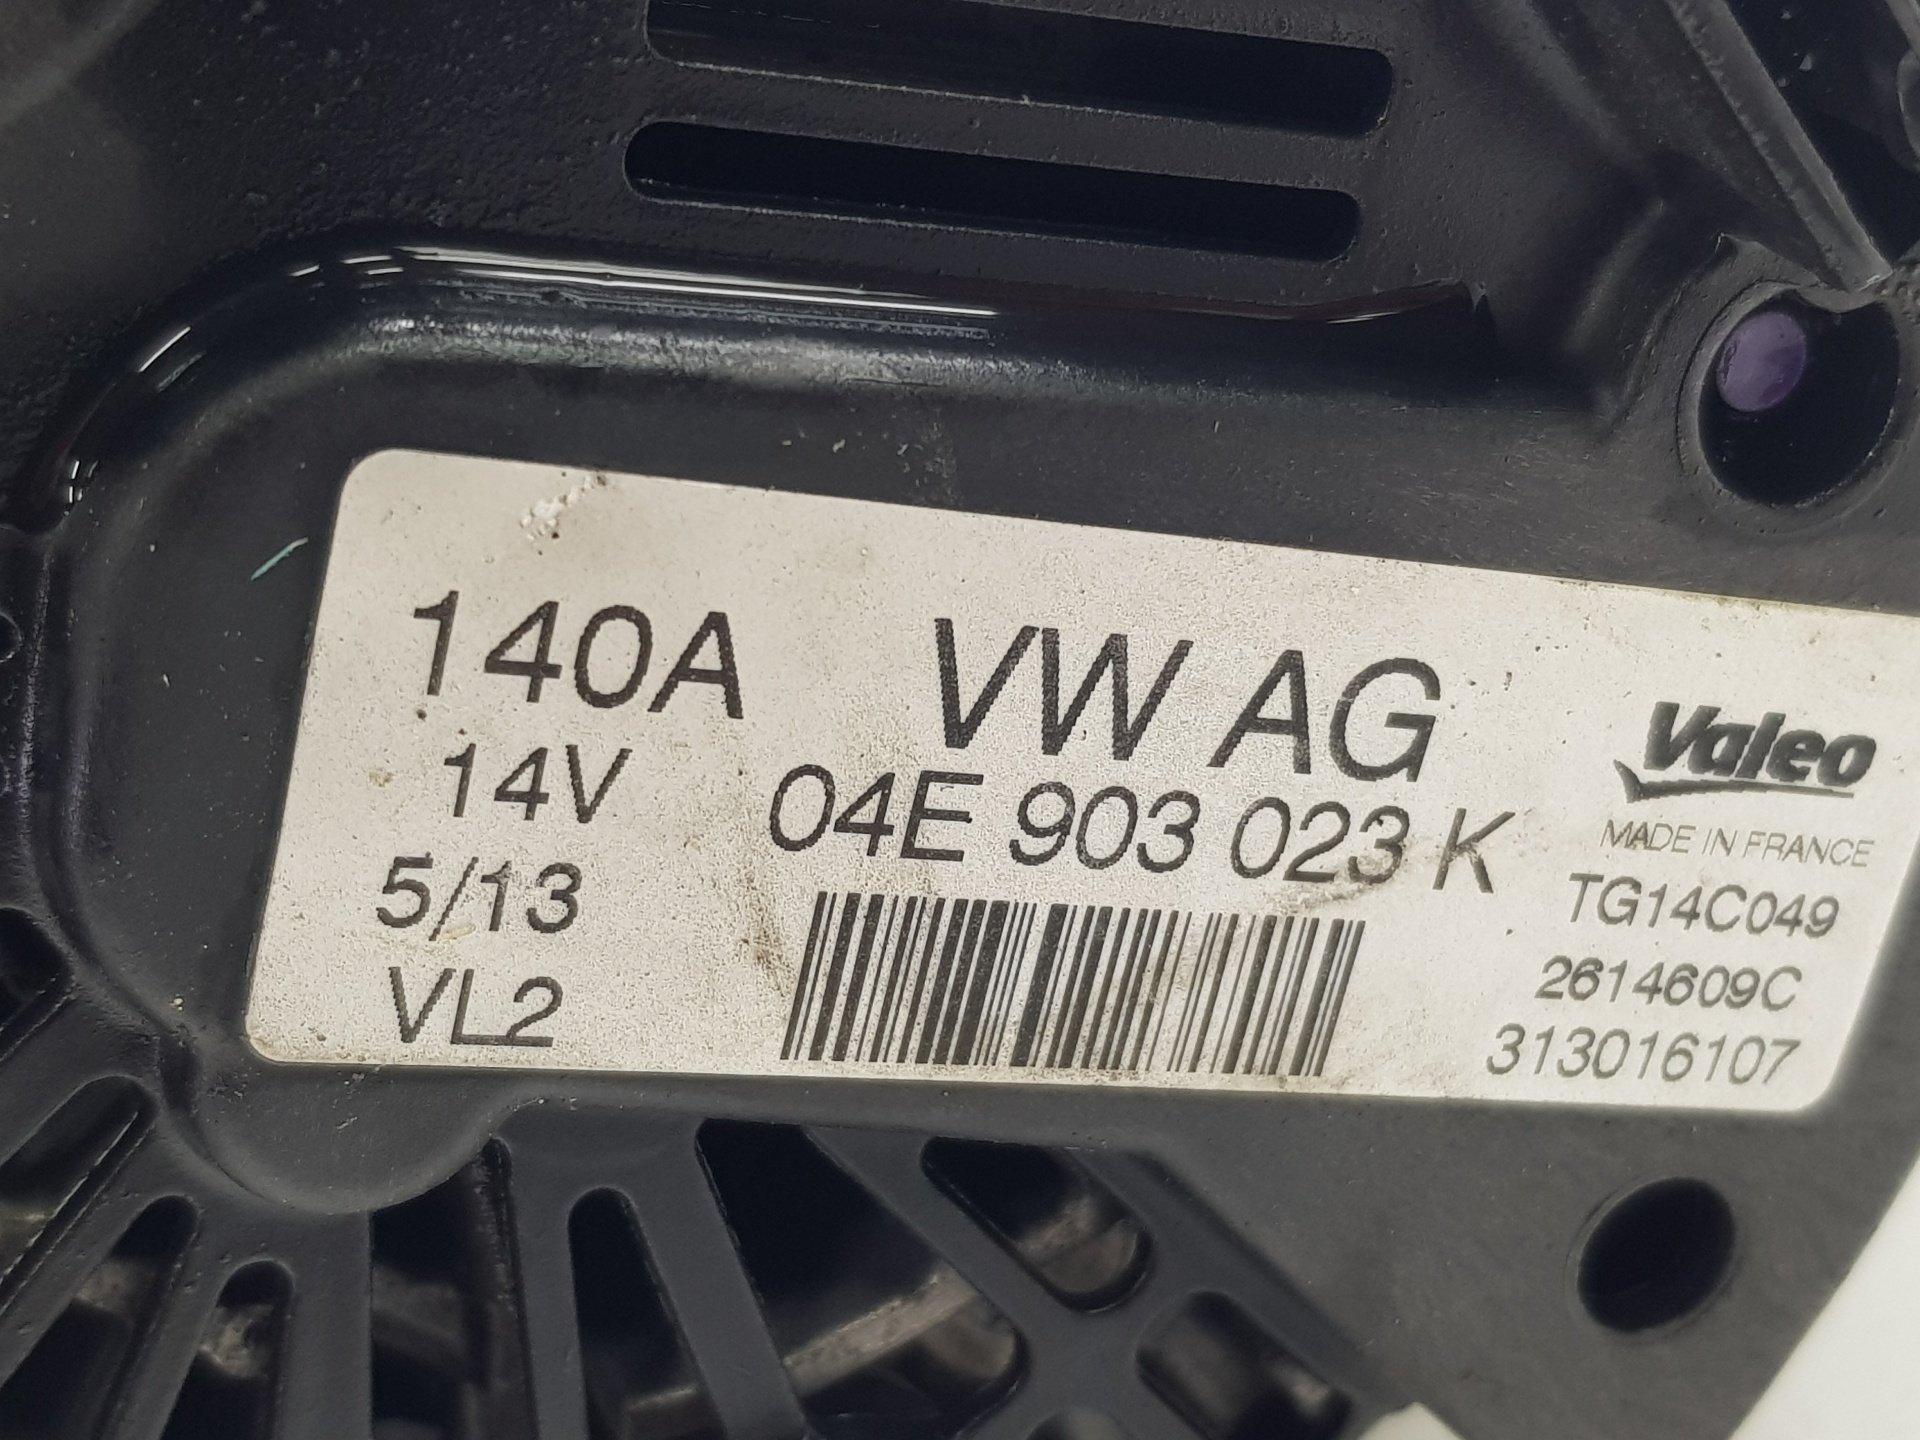 140A
14V
5/13
VL2
VW AG
04E 903 023 K
Valeo
MADE IN FRANCE
TG14C049
2614609C
313016107